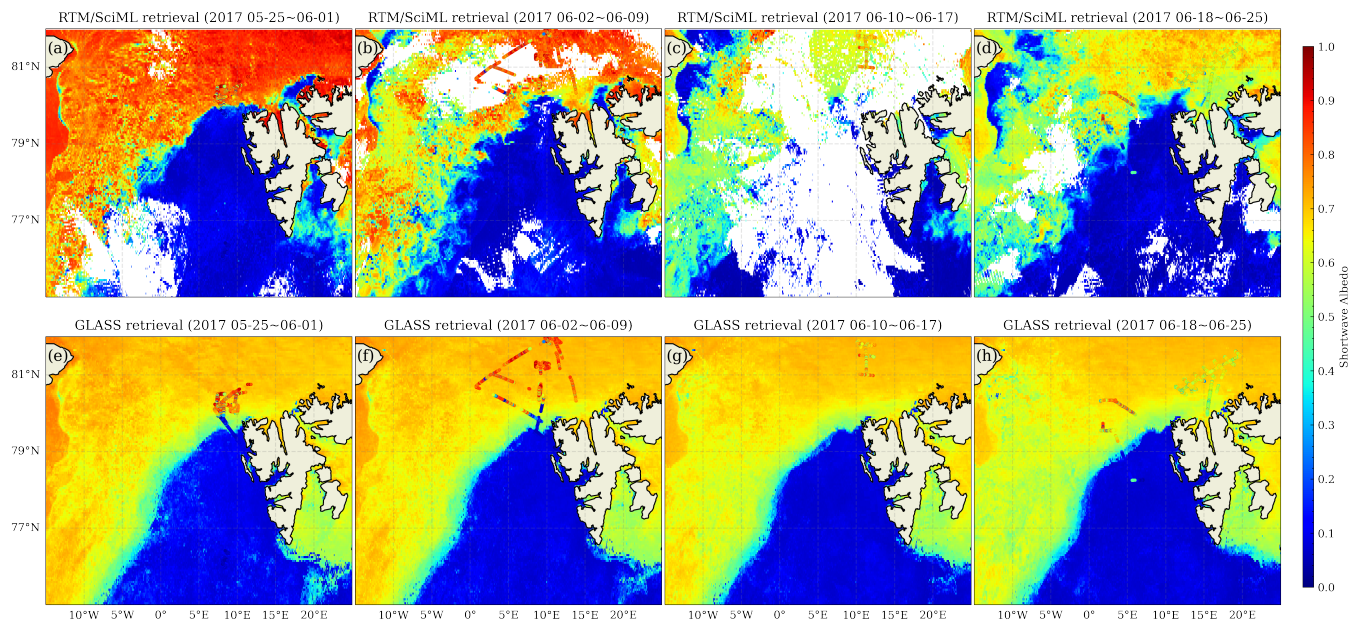 RTM/SciML retrieval (2017 05-25~06-01) RTM/SciML retrieval (2017 06-02~06-09) RTM/SciML retrieval (2017 06-10~06-17) RTM/SciML retrieval (2017 06-18~06-25)
(a) (b) (c) (d)
81°N
79°N
77°N
GLASS retrieval (2017 05-25~06-01) GLASS retrieval (2017 06-02~06-09) GLASS retrieval (2017 06-10~06-17) GLASS retrieval (2017 06-18~06-25)
(e) (f) (g) (h)
81°N
79°N
77°N
10°W 5°W 0° 5°E 10°E 15°E 20°E 10°W 5°W 0° 5°E 10°E 15°E 20°E 10°W 5°W 0° 5°E 10°E 15°E 20°E 10°W 5°W 0° 5°E 10°E 15°E 20°E
1.0
0.9
0.8
0.7
0.6
0.5
0.4
0.3
0.2
0.1
0.0
Shortwave Albedo